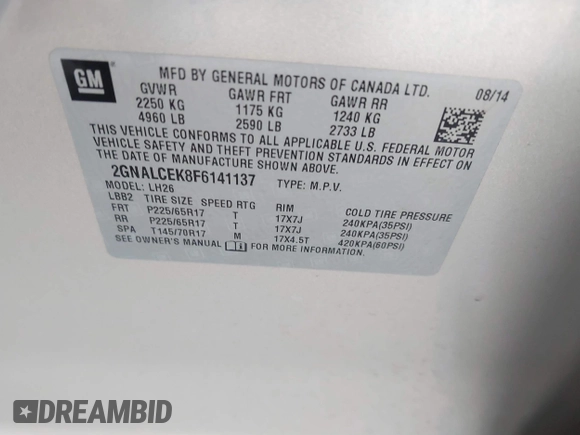 GM
MFD BY GENERAL MOTORS OF CANADA LTD. 08/14
GVWR GAWR FRT GAWR RR
2250 KG 1175 KG 1240 KG
4960 LB 2590 LB 2733 LB
THIS VEHICLE CONFORMS TO ALL APPLICABLE U.S. FEDERAL MOTOR
VEHICLE SAFETY AND THEFT PREVENTION STANDARDS IN EFFECT ON
THE DATE OF MANUFACTURE SHOWN ABOVE.
2GNALCEK8F6141137 TYPE: M.P.V.
MODEL: LH26
LBB2 TIRE SIZE SPEED RTG RIM COLD TIRE PRESSURE
FRT P225/65R17 T 17X7J 240KPA(35PSI)
RR P225/65R17 T 17X7J 240KPA(35PSI)
SPA T145/70R17 M 17X4.5T 420KPA(60PSI)
SEE OWNER'S MANUAL FOR MORE INFORMATION.
DREAMBID